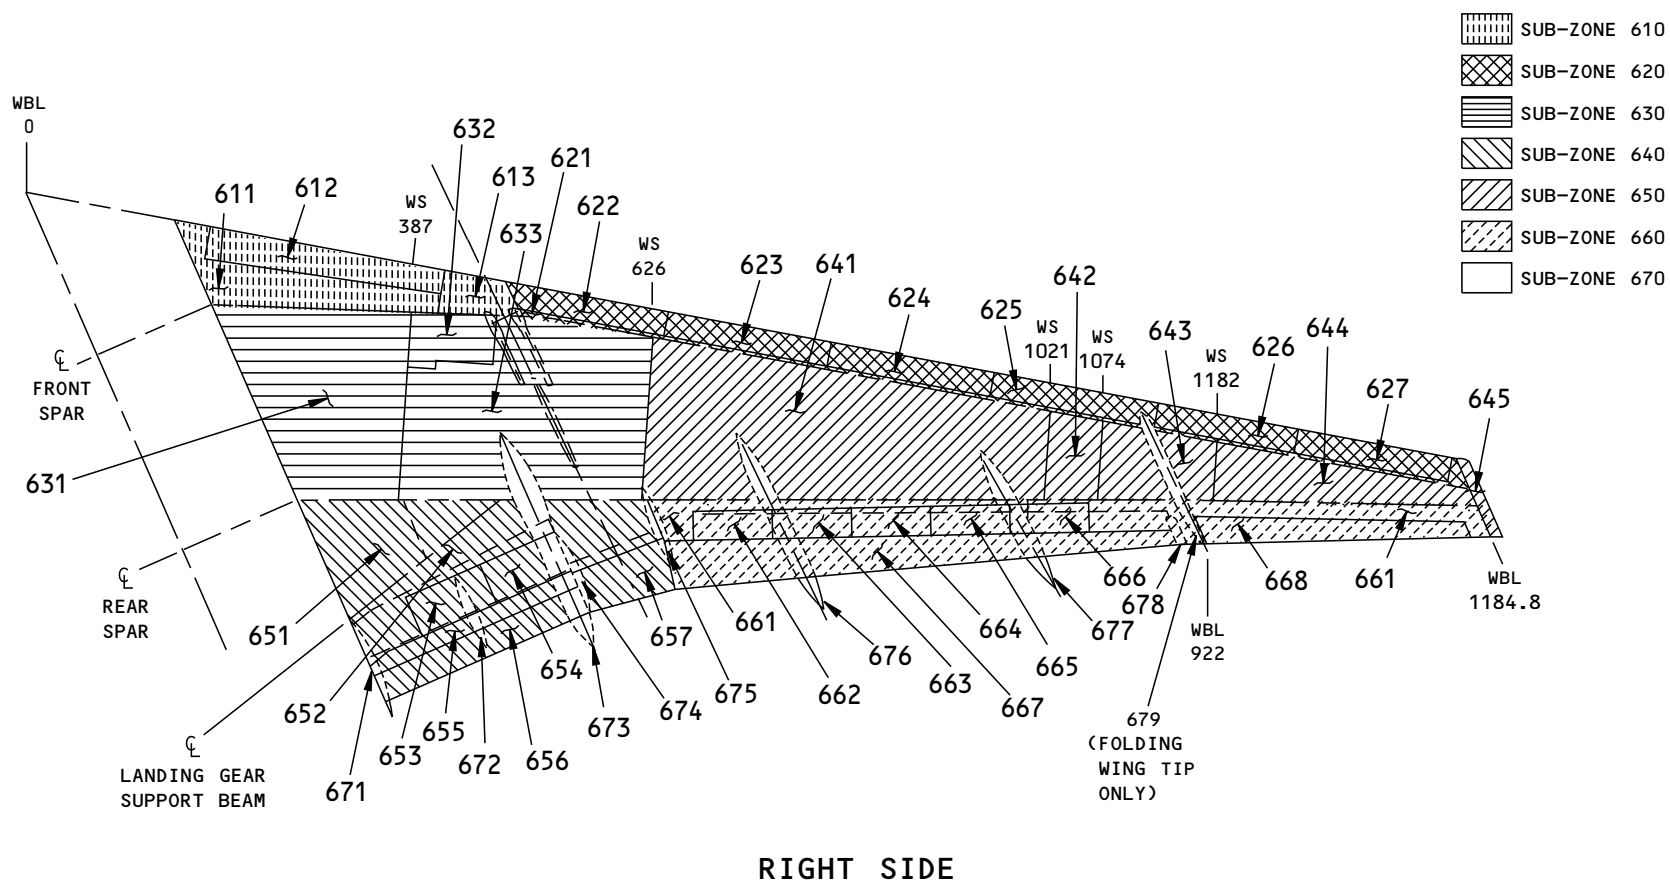 SUB-ZONE 610
SUB-ZONE 620
SUB-ZONE 630
SUB-ZONE 640
SUB-ZONE 650
SUB-ZONE 660
SUB-ZONE 670
WBL
0
632
621
613
611
612
WS
387
622
633
WS
626
623
641
624
642
625
WS
1021
WS
1074
643
644
WS
1182
626
627
645
℄
FRONT
SPAR
631
℄
REAR
SPAR
651
652
653
655
672
656
654
673
674
657
675
661
662
676
663
664
667
665
677
666
678
668
661
WBL
922
WBL
1184.8
679
(FOLDING
WING TIP
ONLY)
℄
LANDING GEAR
SUPPORT BEAM
671
RIGHT SIDE